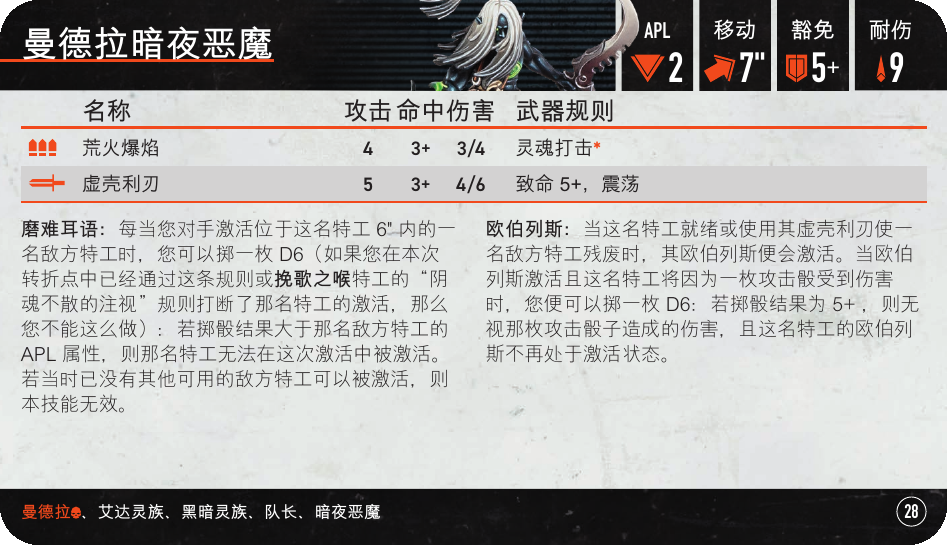 曼德拉暗夜恶魔
APL 移动 豁免 耐伤
2 7" 5+ 9
名称 攻击 命中 伤害 武器规则
荒火爆焰 4 3+ 3/4 灵魂打击*
虚壳利刃 5 3+ 4/6 致命 5+，震荡
磨难耳语：每当您对手激活位于这名特工 6" 内的一
名敌方特工时，您可以掷一枚 D6（如果您在本次
转折点中已经通过这条规则或挽歌之喉特工的“阴
魂不散的注视”规则打断了那名特工的激活，那么
您不能这么做）：若掷骰结果大于那名敌方特工的
APL 属性，则那名特工无法在这次激活中被激活。
若当时已没有其他可用的敌方特工可以被激活，则
本技能无效。
欧伯列斯：当这名特工就绪或使用其虚壳利刃使一
名敌方特工残废时，其欧伯列斯便会激活。当欧伯
列斯激活且这名特工将因为一枚攻击骰受到伤害
时，您便可以掷一枚 D6：若掷骰结果为 5+ ，则无
视那枚攻击骰子造成的伤害，且这名特工的欧伯列
斯不再处于激活状态。
曼德拉、艾达灵族、黑暗灵族、队长、暗夜恶魔
28